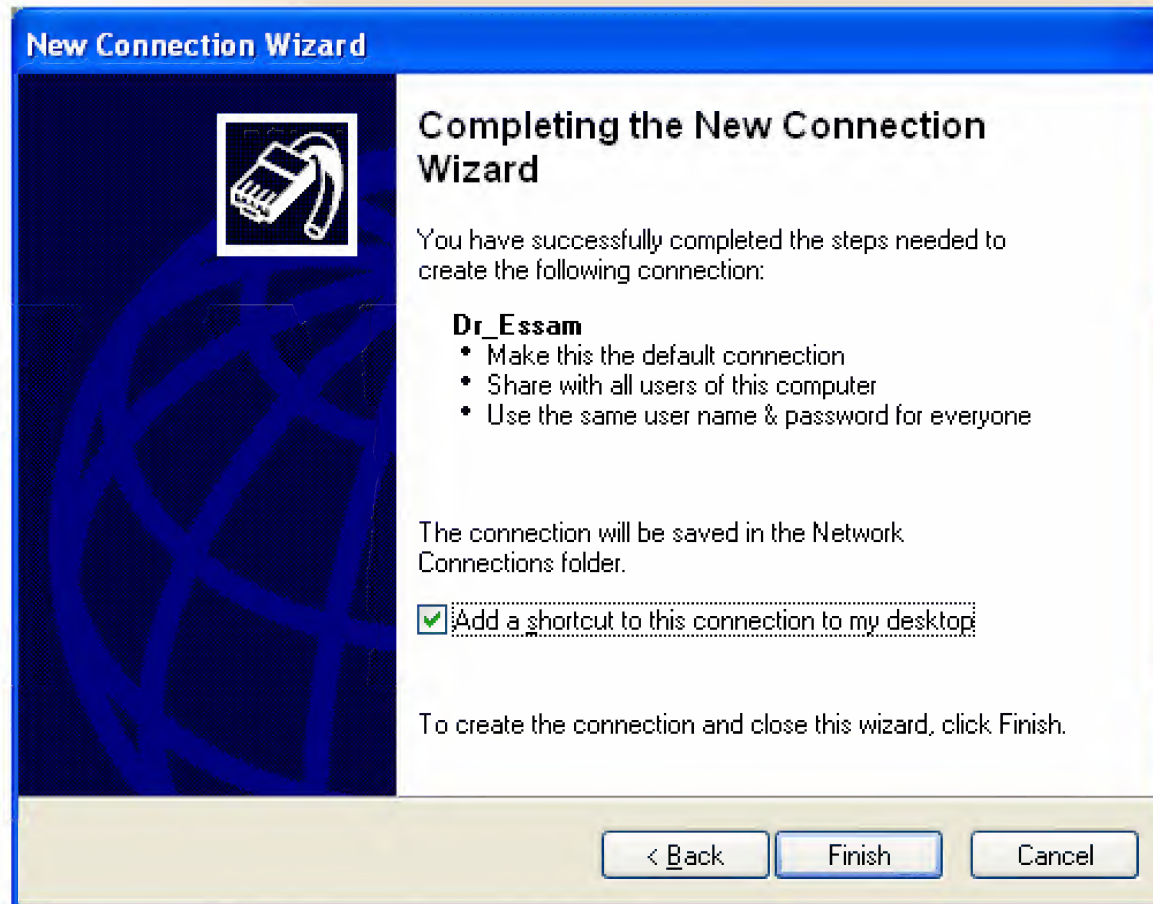 New Connection Wizard
Completing the New Connection
Wizard
You have successfully completed the steps needed to
create the following connection:
Dr_Essam
• Make this the default connection
• Share with all users of this computer
• Use the same user name & password for everyone
The connection will be saved in the Network
Connections folder.
Add a shortcut to this connection to my desktop
To create the connection and close this wizard, click Finish.
< Back Finish Cancel